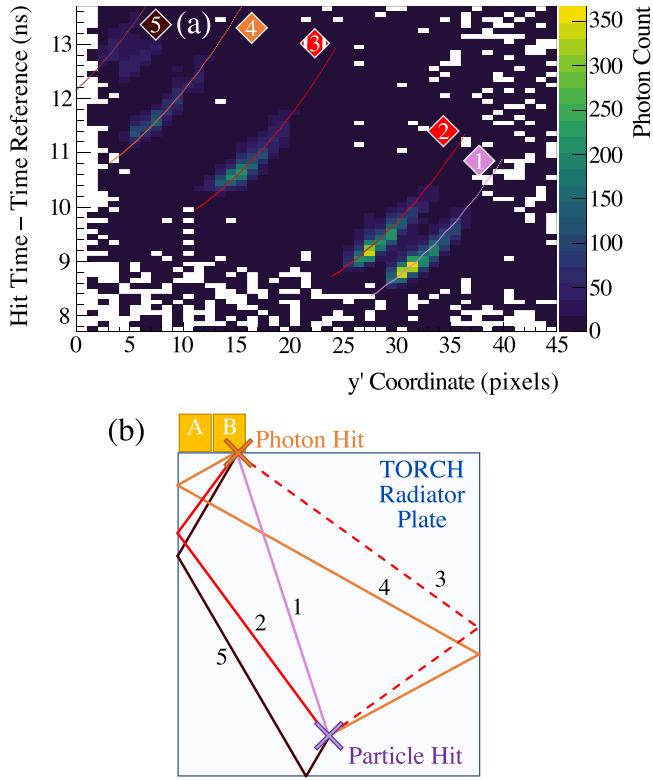 Hit Time – Time Reference (ns)
13
12
11
10
9
8
5 (a) 4 3
2
1
0 5 10 15 20 25 30 35 40 45
y' Coordinate (pixels)
350
300
250
200
150
100
50
0
Photon Count
(b)
A B
Photon Hit
TORCH
Radiator
Plate
3
4
1
2
5
Particle Hit